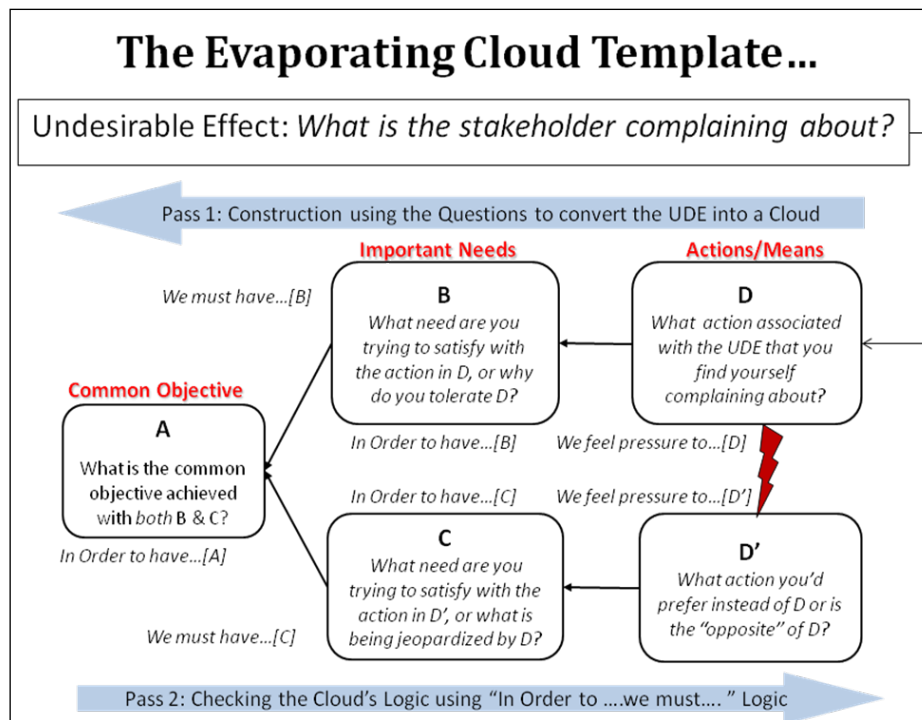 The Evaporating Cloud Template...
Undesirable Effect: What is the stakeholder complaining about?
Pass 1: Construction using the Questions to convert the UDE into a Cloud
Important Needs
Actions/Means
We must have...[B]
B
What need are you
trying to satisfy with
the action in D, or why
do you tolerate D?
D
What action associated
with the UDE that you
find yourself
complaining about?
Common Objective
A
What is the common
objective achieved
with both B & C?
In Order to have...[A]
In Order to have...[B]
We feel pressure to...[D]
In Order to have...[C]
We feel pressure to...[D']
C
What need are you
trying to satisfy with the
action in D', or what is
being jeopardized by D?
D'
What action you'd
prefer instead of D or is
the “opposite” of D?
We must have...[C]
Pass 2: Checking the Cloud's Logic using “In Order to ....we must.... ” Logic